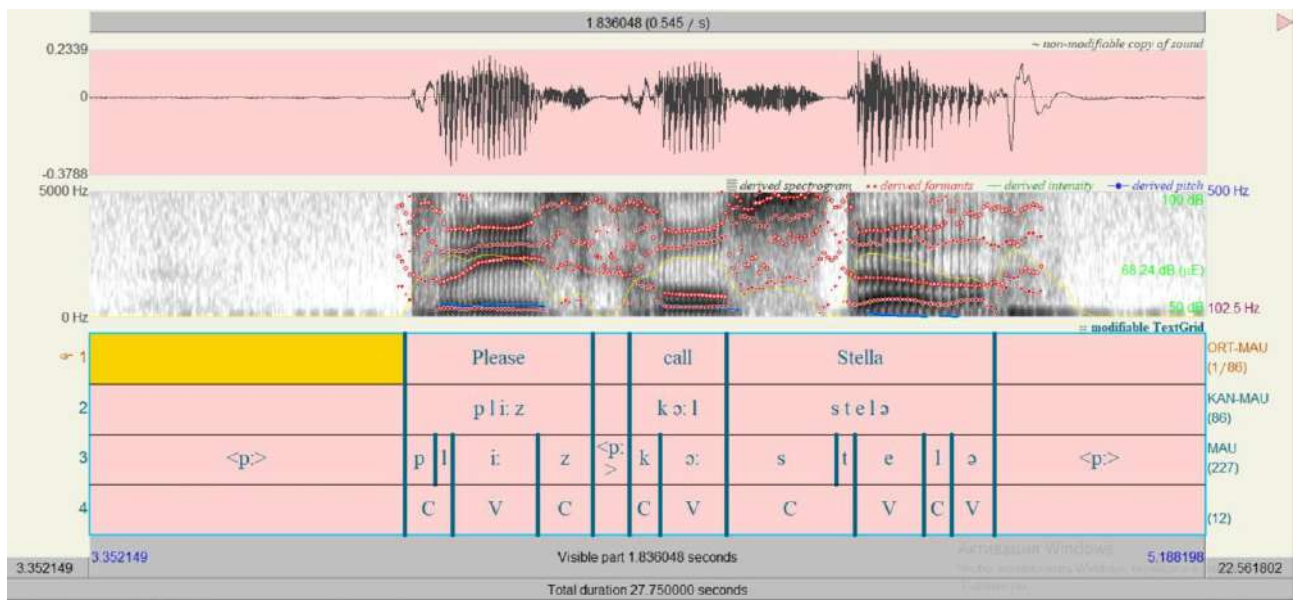 1.836048 (0.545 / s)
0.2339
~ non-modifiable copy of sound
0
-0.3788
5000 Hz
derived spectrogram derived formants derived intensity derived pitch
500 Hz
100 dB
68.24 dB (µE)
50 dB
102.5 Hz
0 Hz
modifiable TextGrid
1 Please call Stella ORT-MAU
(1/86)
2 p l iː z k ɔː l s t e l ə KAN-MAU
(86)
3 <p:> p l iː z <p:> k ɔː s t e l ə <p:> MAU
(227)
4 C V C C V C V C V (12)
3.352149 Visible part 1.836048 seconds 5.188198
3.352149 22.561802
Total duration 27.750000 seconds